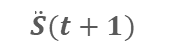 S̈(t + 1)